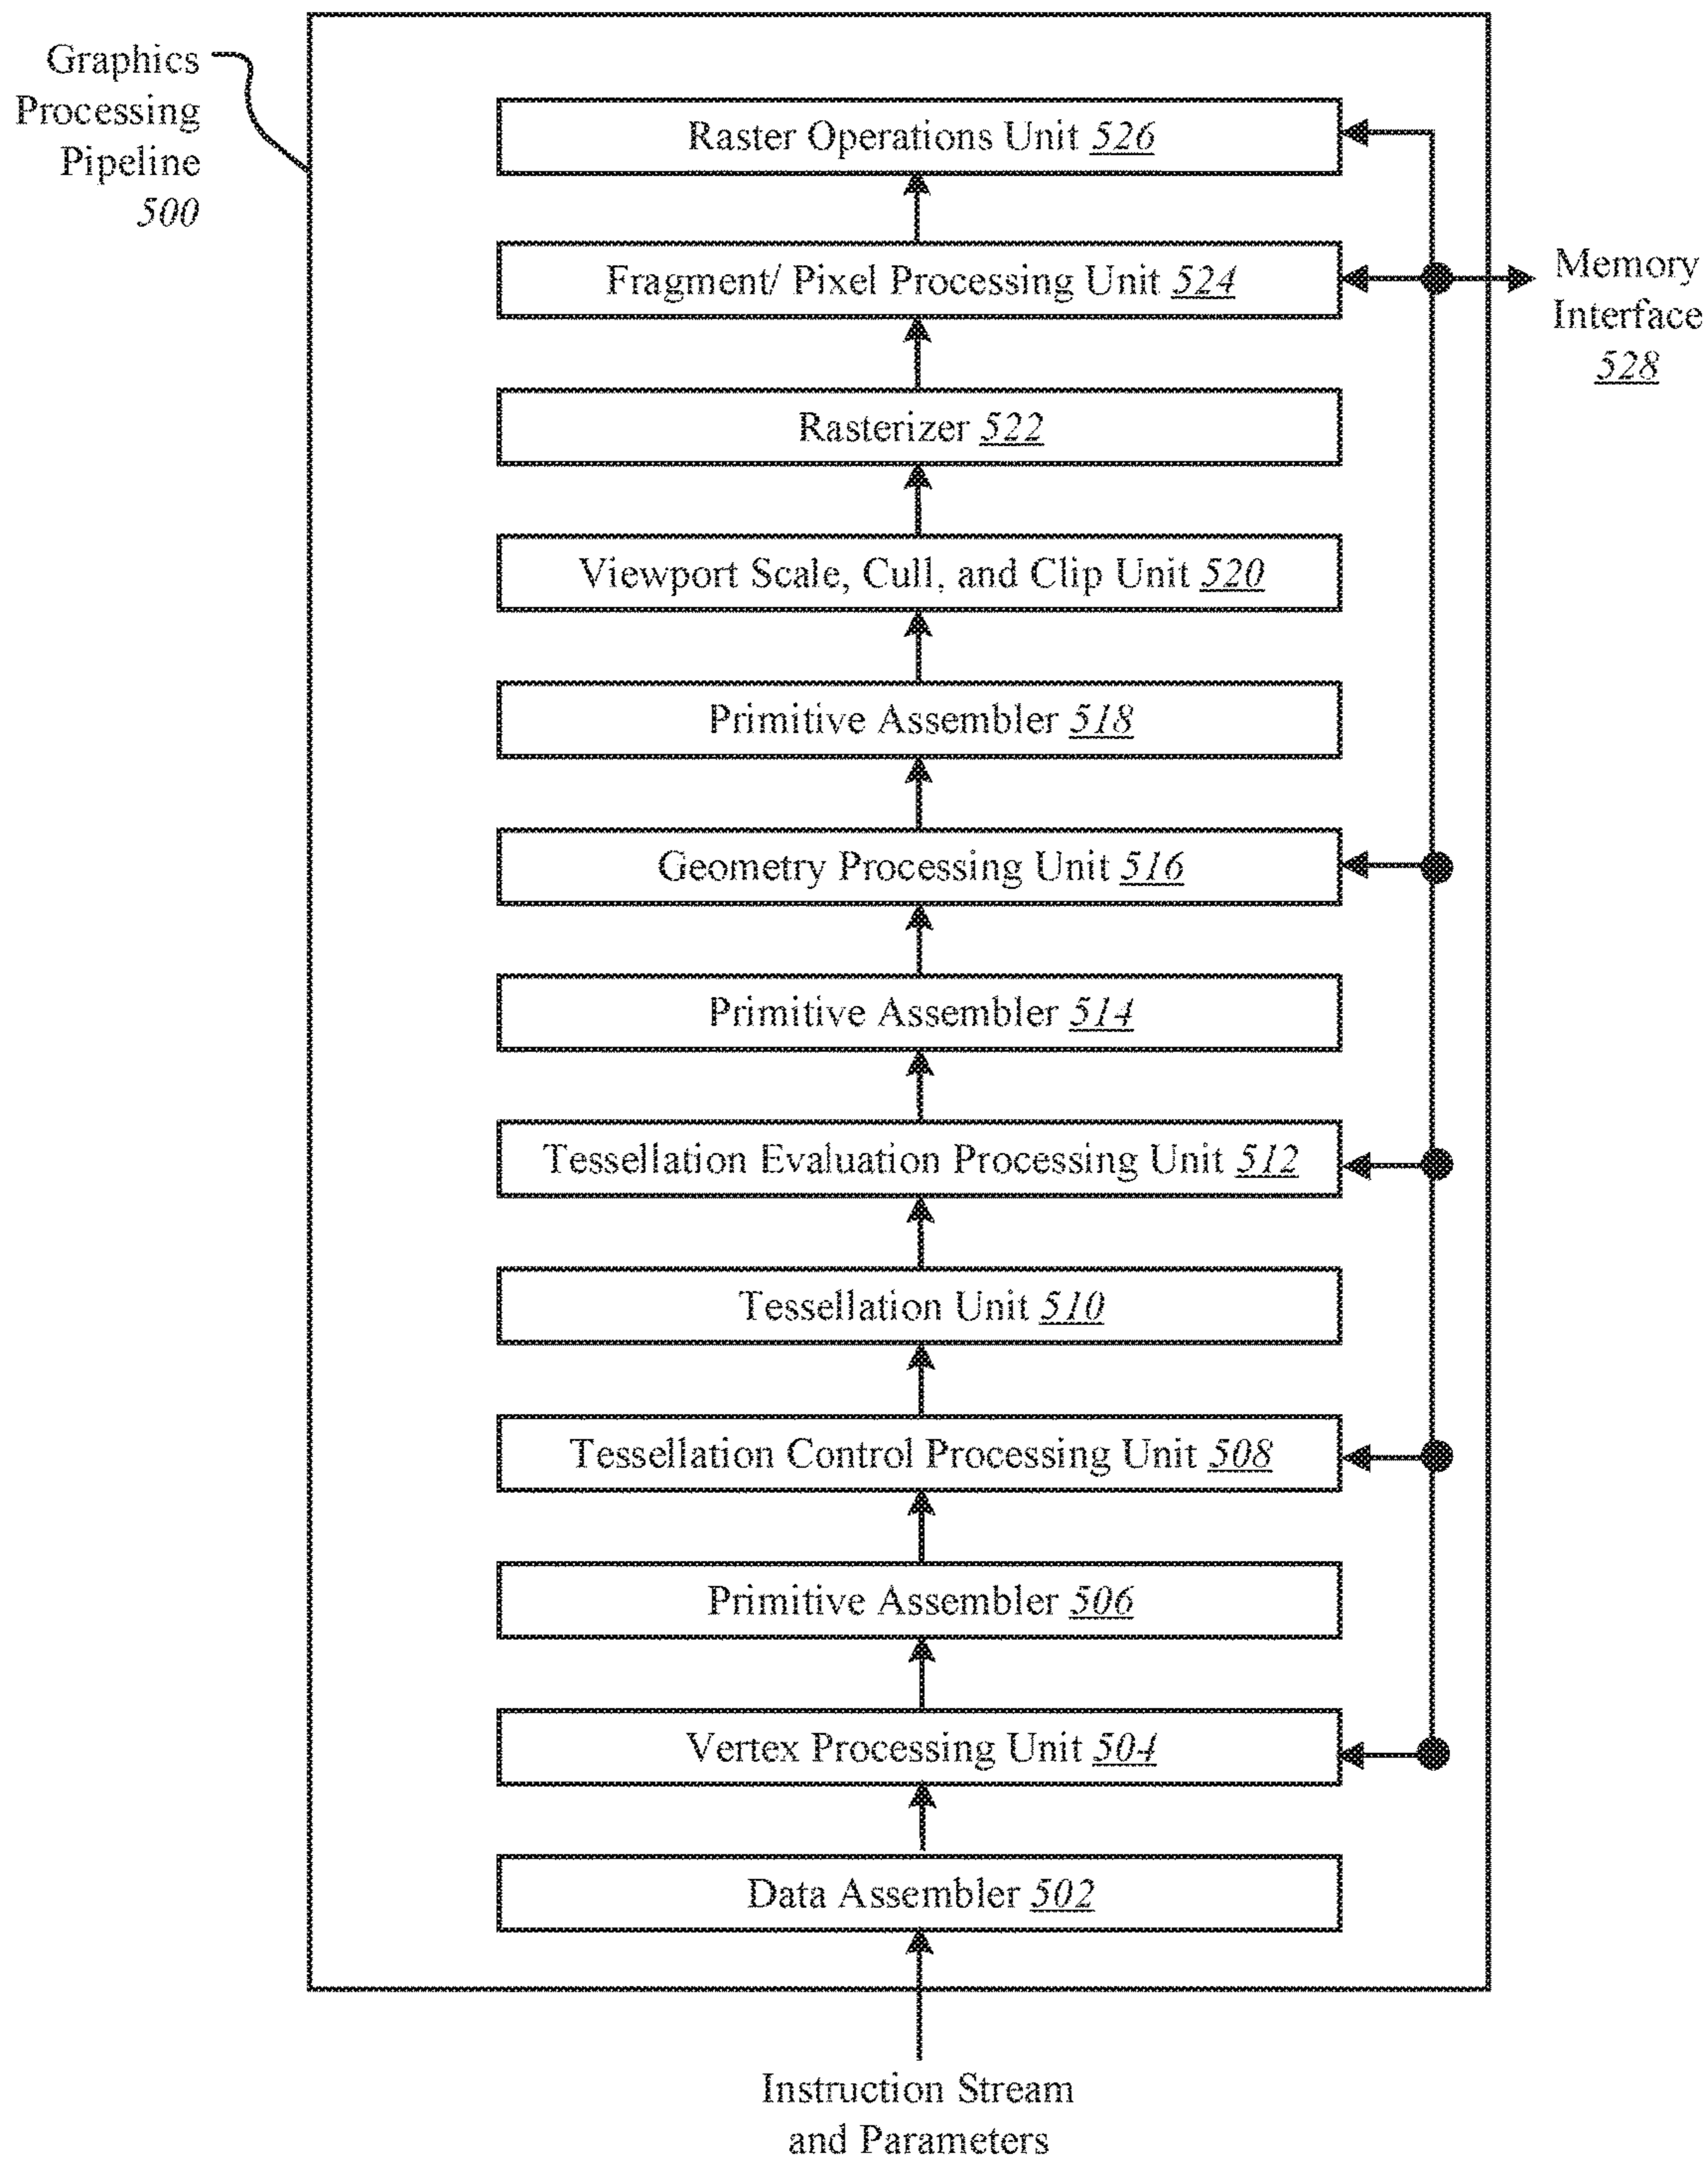 Graphics
Processing
Pipeline
500
Raster Operations Unit 526
Fragment/ Pixel Processing Unit 524
Memory
Interface
528
Rasterizer 522
Viewport Scale, Cull, and Clip Unit 520
Primitive Assembler 518
Geometry Processing Unit 516
Primitive Assembler 514
Tessellation Evaluation Processing Unit 512
Tessellation Unit 510
Tessellation Control Processing Unit 508
Primitive Assembler 506
Vertex Processing Unit 504
Data Assembler 502
Instruction Stream
and Parameters